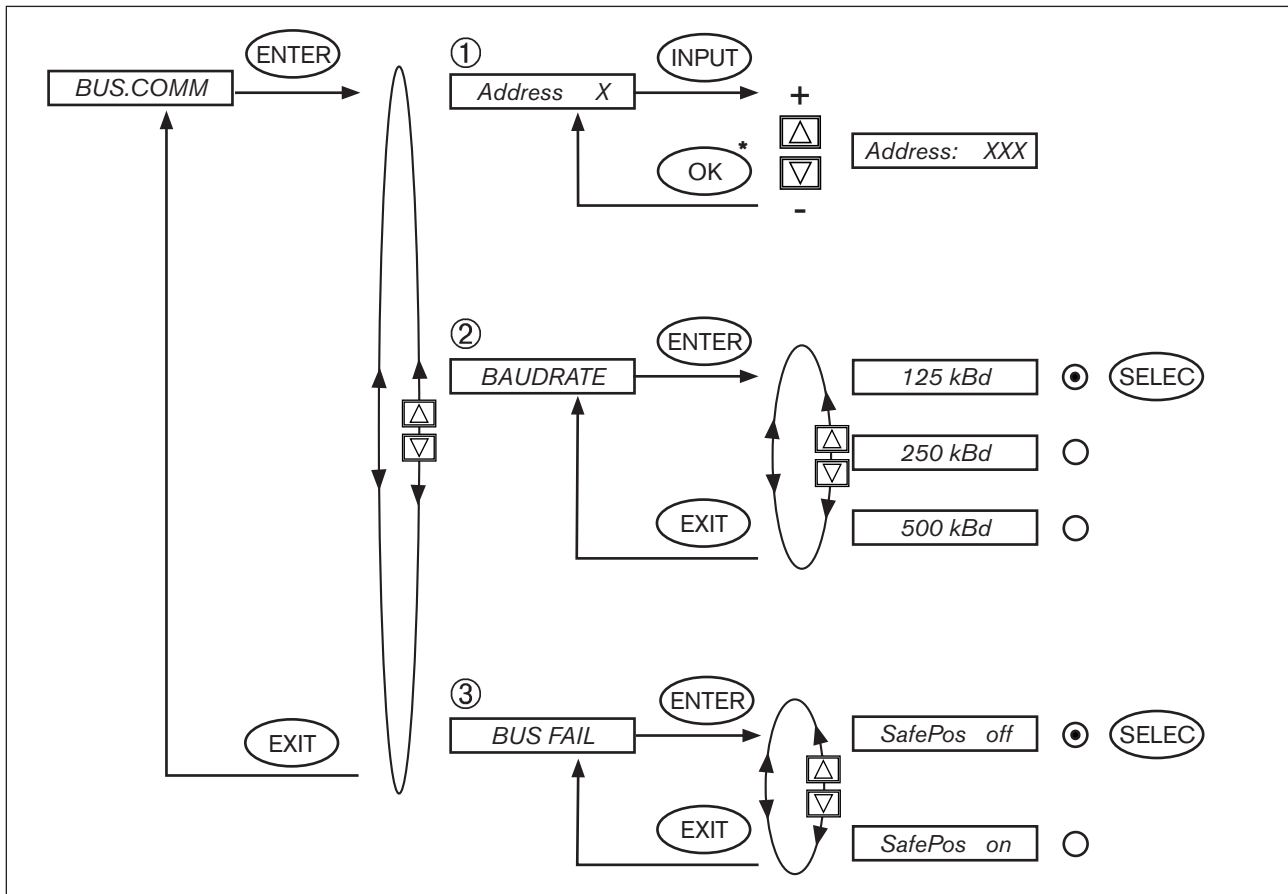 BUS.COMM
ENTER
EXIT
①
Address X
INPUT
OK*
+
-
Address: XXX
②
BAUDRATE
ENTER
EXIT
125 kBd
SELEC
250 kBd
500 kBd
③
BUS FAIL
ENTER
EXIT
SafePos off
SELEC
SafePos on